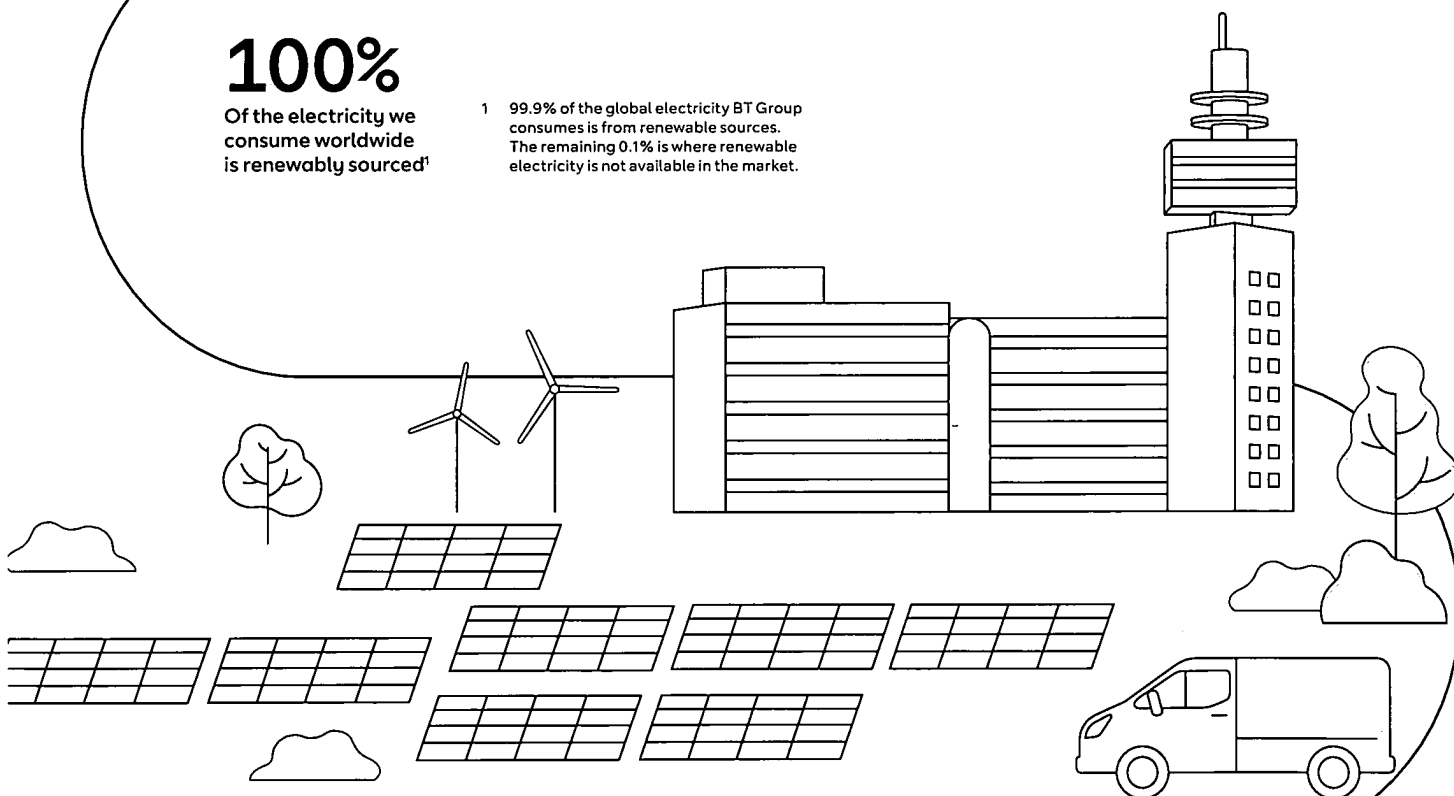 100%
Of the electricity we
consume worldwide
is renewably sourced¹
1 99.9% of the global electricity BT Group
consumes is from renewable sources.
The remaining 0.1% is where renewable
electricity is not available in the market.